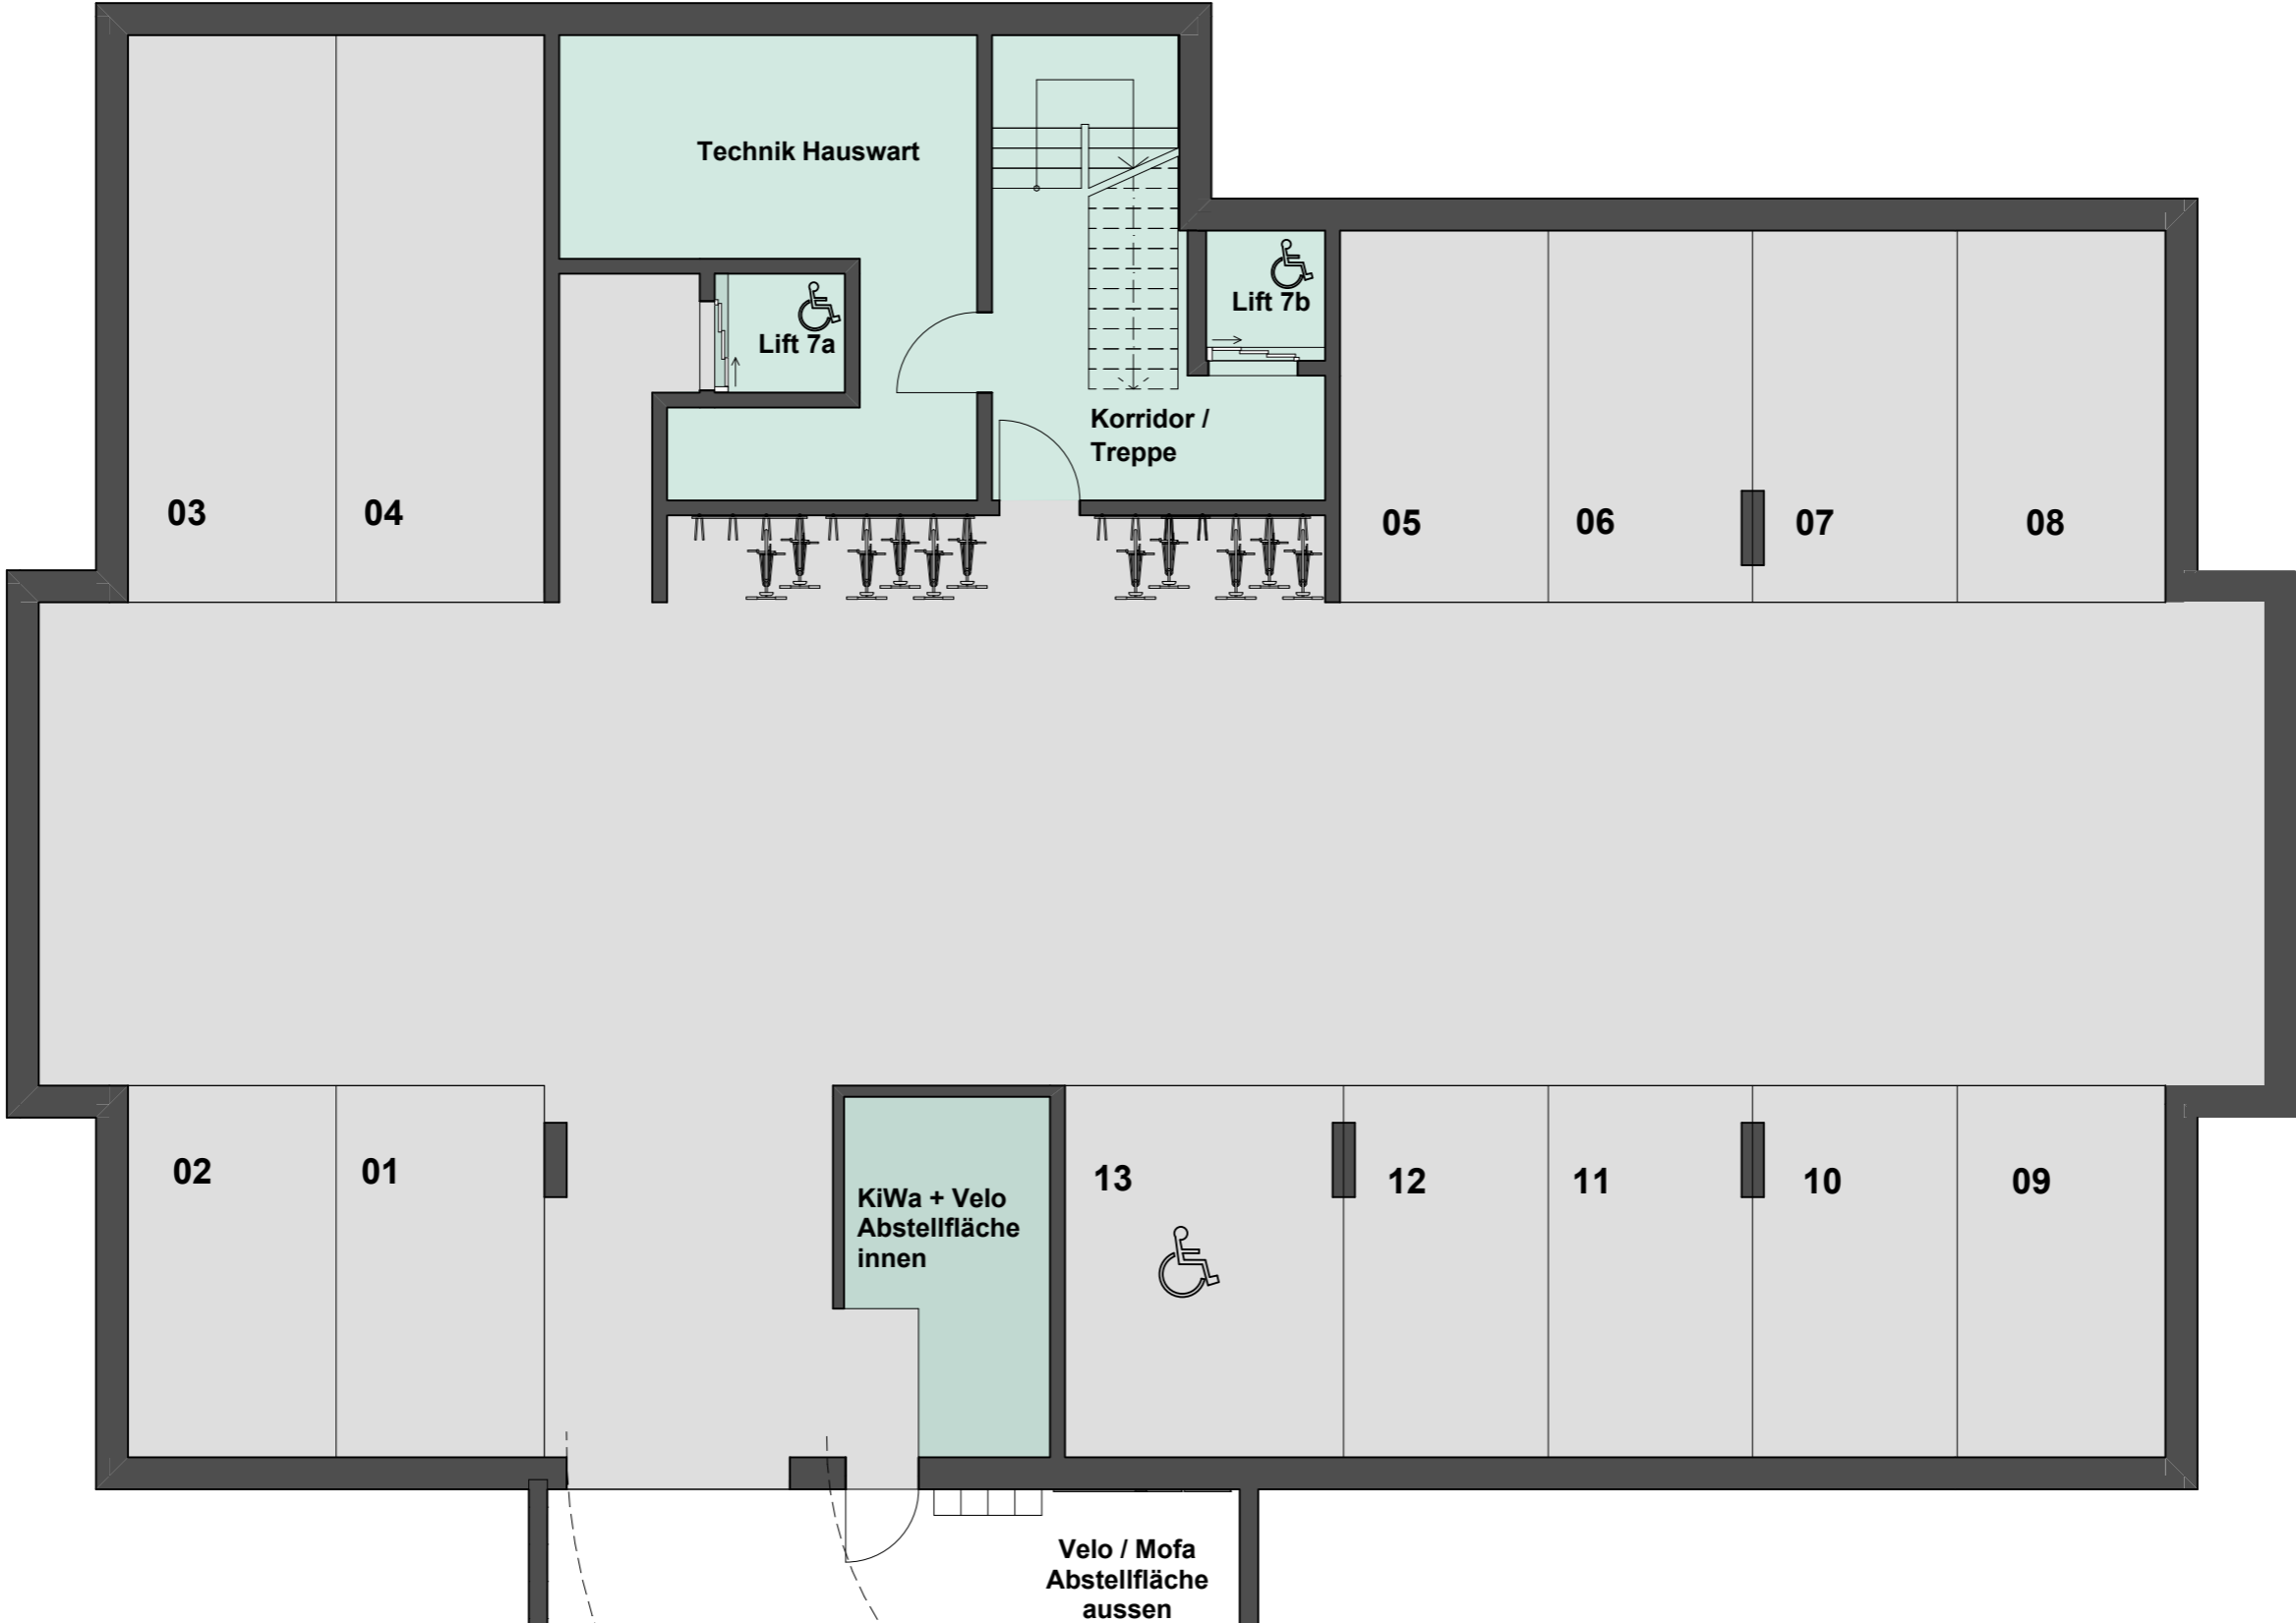 Technik Hauswart
Lift 7a
Lift 7b
Korridor /
Treppe
03
04
05
06
07
08
02
01
KiWa + Velo
Abstellfläche
innen
13
12
11
10
09
Velo / Mofa
Abstellfläche
aussen